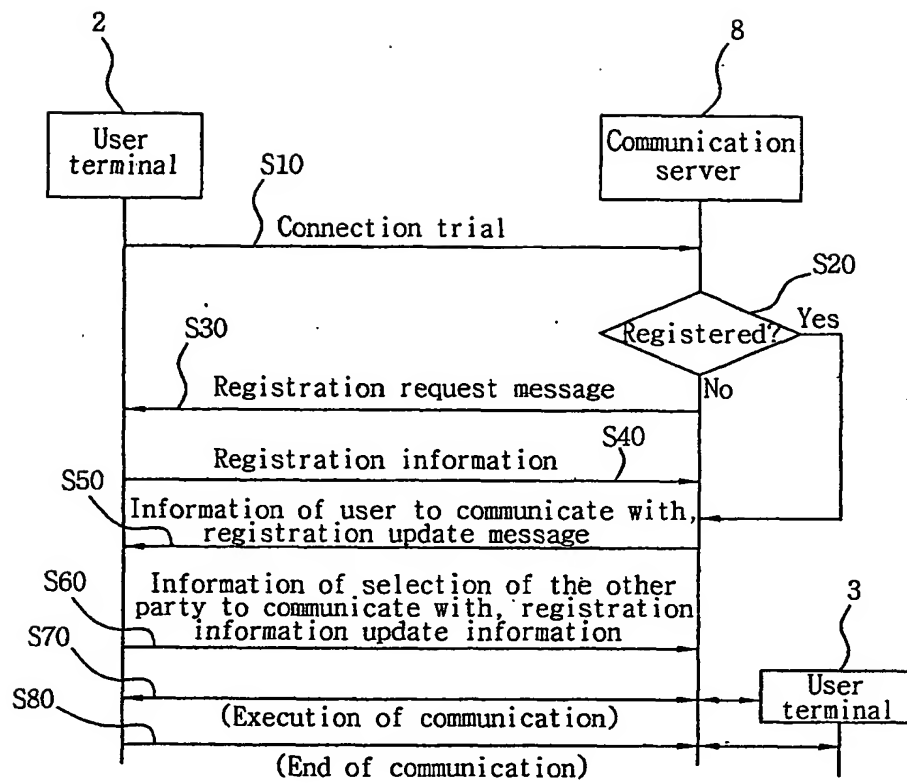 2
8
User
terminal
Communication
server
S10
Connection trial
S20
Registered?
Yes
S30
Registration request message
No
S40
Registration information
S50
Information of user to communicate with,
registration update message
S60
Information of selection of the other
party to communicate with, registration
information update information
3
S70
User
terminal
(Execution of communication)
S80
(End of communication)